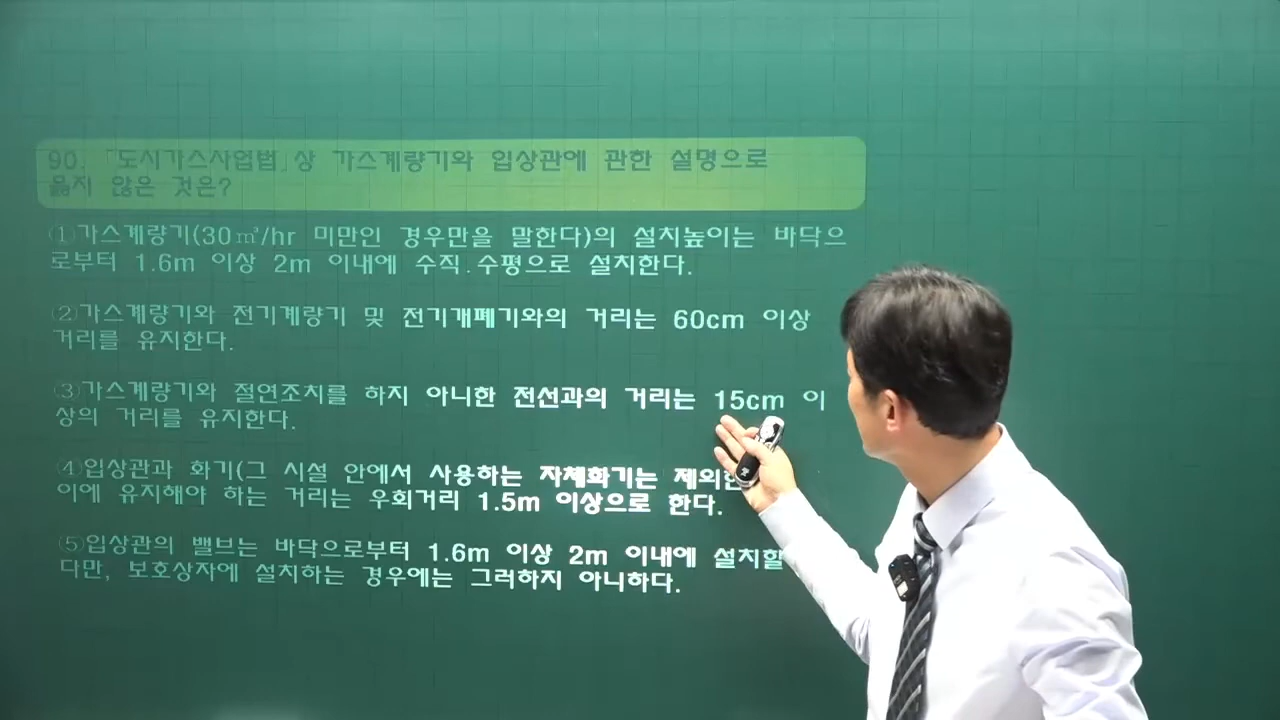 90. 「도시가스사업법」상 가스계량기와 입상관에 관한 설명으로
옳지 않은 것은?
①가스계량기(30㎥/hr 미만인 경우만을 말한다)의 설치높이는 바닥으
로부터 1.6m 이상 2m 이내에 수직.수평으로 설치한다.
②가스계량기와 전기계량기 및 전기개폐기와의 거리는 60cm 이상
거리를 유지한다.
③가스계량기와 절연조치를 하지 아니한 전선과의 거리는 15cm 이
상의 거리를 유지한다.
④입상관과 화기(그 시설 안에서 사용하는 자체화기는
이에 유지해야 하는 거리는 우회거리 1.5m 이상으로 한다.
⑤입상관의 밸브는 바닥으로부터 1.6m 이상 2m 이내에 설치할
다만, 보호상자에 설치하는 경우에는 그러하지 아니하다.